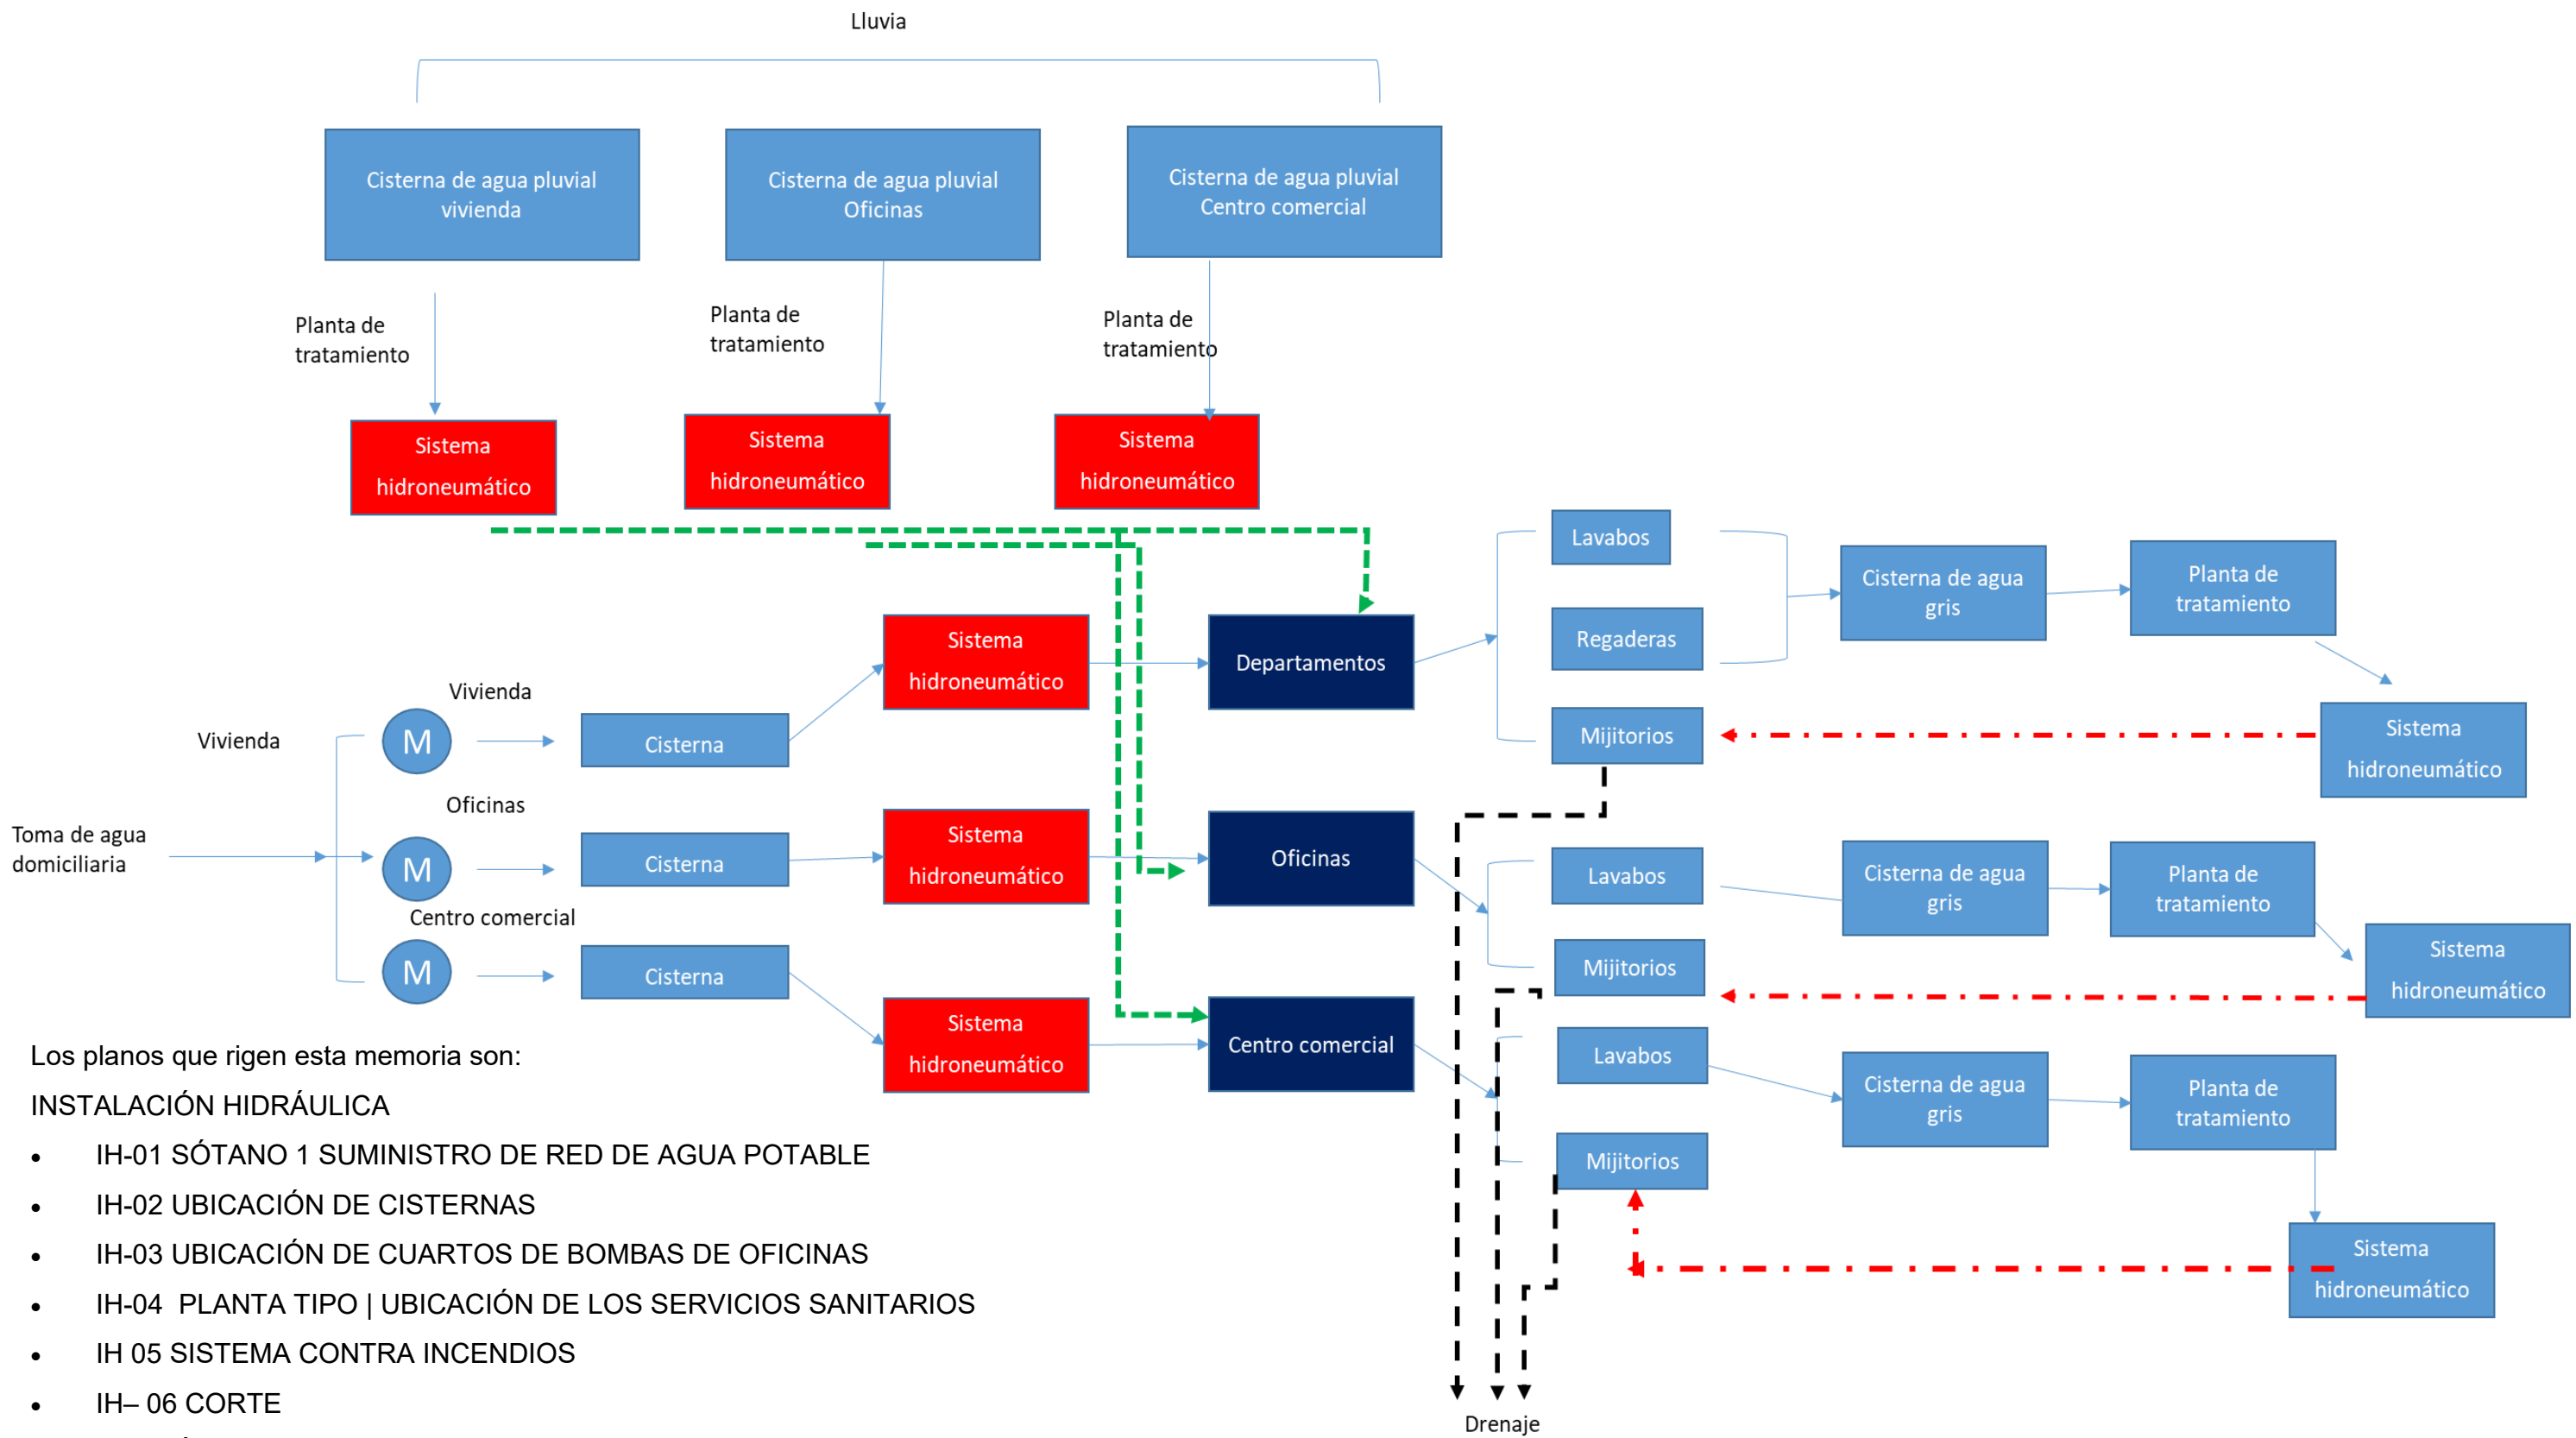 Lluvia
Cisterna de agua pluvial
vivienda
Cisterna de agua pluvial
Oficinas
Cisterna de agua pluvial
Centro comercial
Planta de
tratamiento
Planta de
tratamiento
Planta de
tratamiento
Sistema
hidroneumático
Sistema
hidroneumático
Sistema
hidroneumático
Toma de agua
domiciliaria
Vivienda
M
Vivienda
Cisterna
Sistema
hidroneumático
Departamentos
Lavabos
Regaderas
Mijitorios
Cisterna de agua
gris
Planta de
tratamiento
Sistema
hidroneumático
Oficinas
M
Cisterna
Sistema
hidroneumático
Oficinas
Lavabos
Mijitorios
Cisterna de agua
gris
Planta de
tratamiento
Sistema
hidroneumático
Centro comercial
M
Cisterna
Sistema
hidroneumático
Centro comercial
Lavabos
Mijitorios
Cisterna de agua
gris
Planta de
tratamiento
Sistema
hidroneumático
Drenaje
Los planos que rigen esta memoria son:
INSTALACIÓN HIDRÁULICA
• IH-01 SÓTANO 1 SUMINISTRO DE RED DE AGUA POTABLE
• IH-02 UBICACIÓN DE CISTERNAS
• IH-03 UBICACIÓN DE CUARTOS DE BOMBAS DE OFICINAS
• IH-04  PLANTA TIPO | UBICACIÓN DE LOS SERVICIOS SANITARIOS
• IH 05 SISTEMA CONTRA INCENDIOS
• IH– 06 CORTE